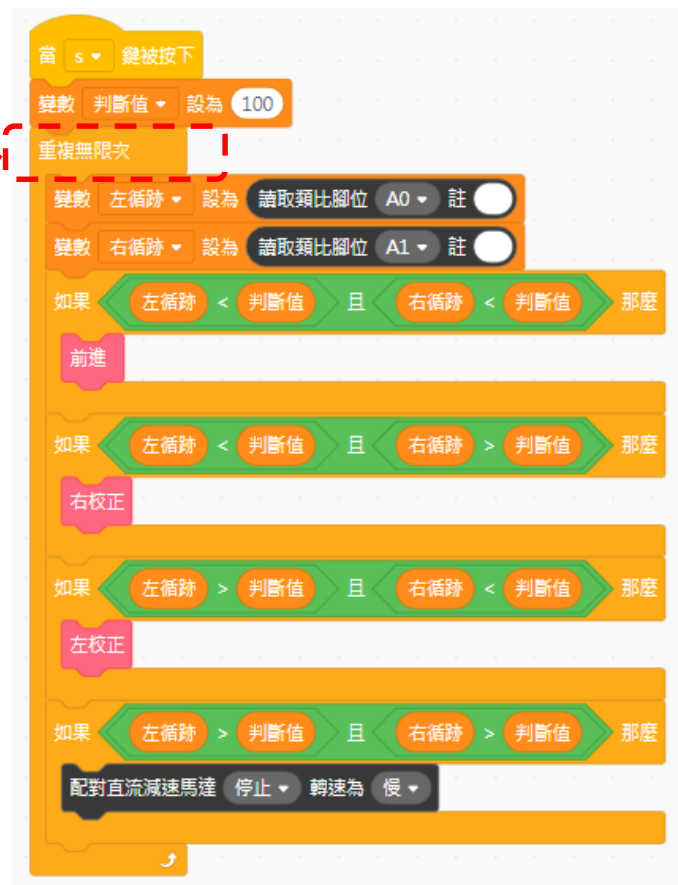 當 s 鍵被按下
變數 判斷值 設為 100
重複無限次
變數 左循跡 設為 讀取類比腳位 A0 註
變數 右循跡 設為 讀取類比腳位 A1 註
如果 左循跡 < 判斷值 且 右循跡 < 判斷值 那麼
前進
如果 左循跡 < 判斷值 且 右循跡 > 判斷值 那麼
右校正
如果 左循跡 > 判斷值 且 右循跡 < 判斷值 那麼
左校正
如果 左循跡 > 判斷值 且 右循跡 > 判斷值 那麼
配對直流減速馬達 停止 轉速為 慢